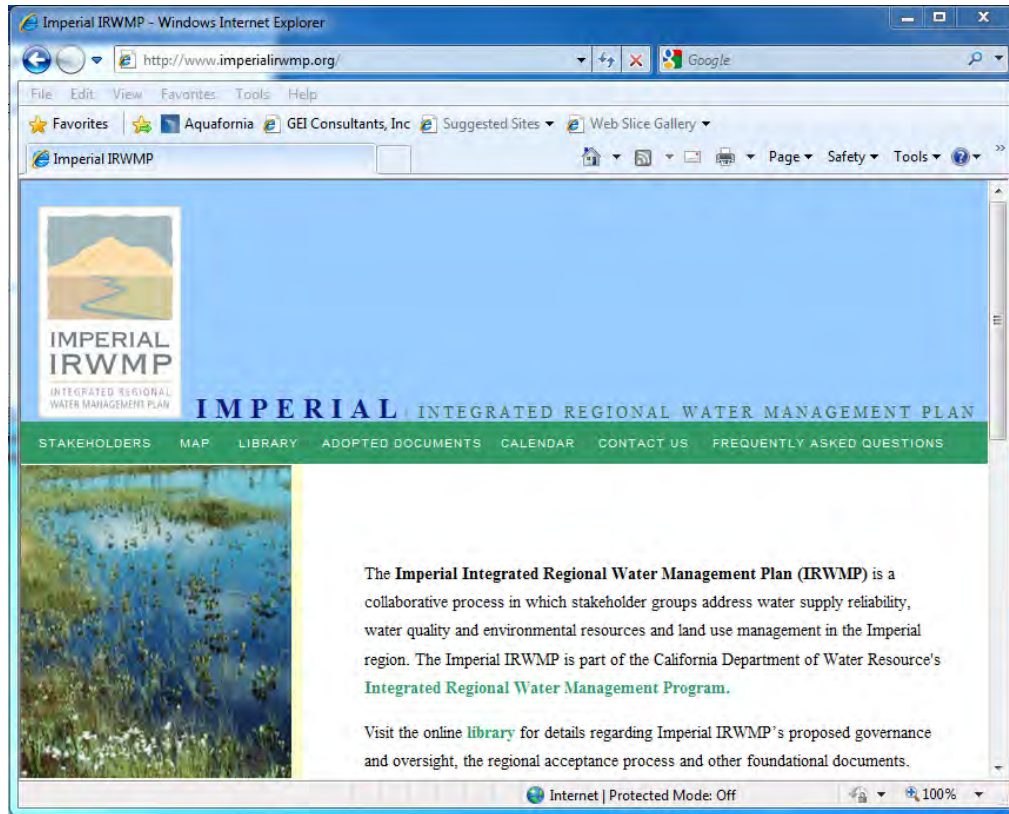 Imperial IRWMP - Windows Internet Explorer
http://www.imperialirwmp.org/
Google
File Edit View Favorites Tools Help
Favorites Aquafornia GEI Consultants, Inc Suggested Sites Web Slice Gallery
Imperial IRWMP Page Safety Tools
IMPERIAL
IRWMP
INTEGRATED REGIONAL
WATER MANAGEMENT PLAN
IMPERIAL INTEGRATED REGIONAL WATER MANAGEMENT PLAN
STAKEHOLDERS MAP LIBRARY ADOPTED DOCUMENTS CALENDAR CONTACT US FREQUENTLY ASKED QUESTIONS
The Imperial Integrated Regional Water Management Plan (IRWMP) is a
collaborative process in which stakeholder groups address water supply reliability,
water quality and environmental resources and land use management in the Imperial
region. The Imperial IRWMP is part of the California Department of Water Resource's
Integrated Regional Water Management Program.
Visit the online library for details regarding Imperial IRWMP's proposed governance
and oversight, the regional acceptance process and other foundational documents.
Internet | Protected Mode: Off 100%